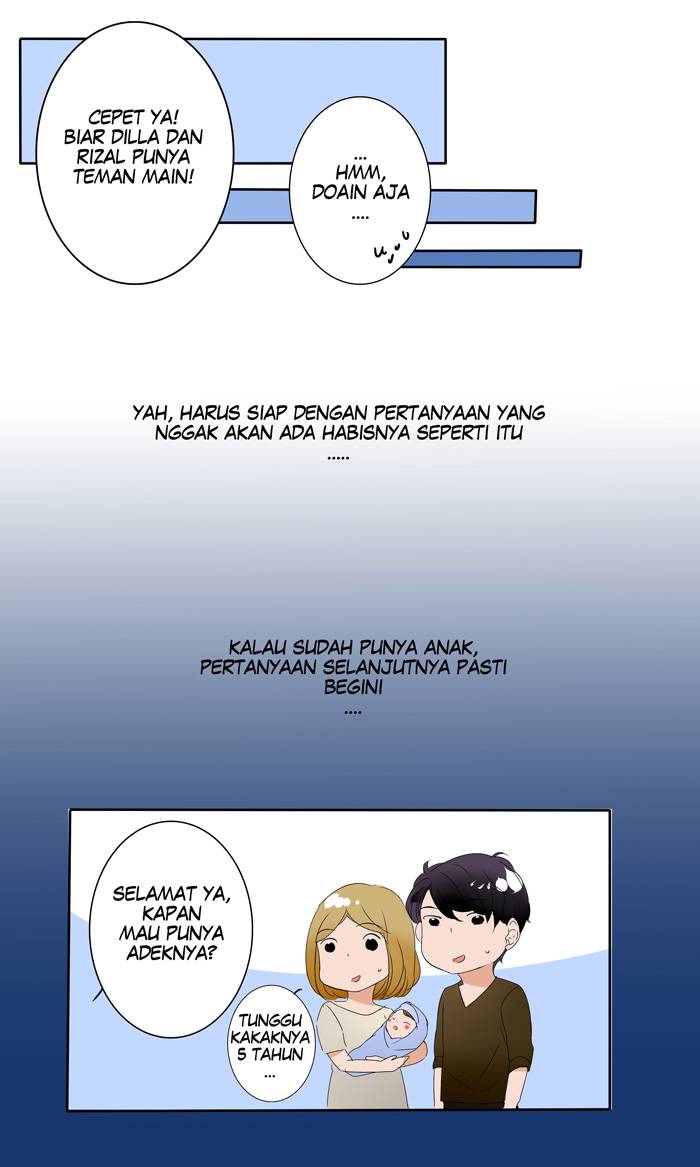 CEPET YA!
BIAR DILLA DAN
RIZAL PUNYA
TEMAN MAIN!
...
HMM,
DOAIN AJA
....
YAH, HARUS SIAP DENGAN PERTANYAAN YANG
NGGAK AKAN ADA HABISNYA SEPERTI ITU
.....
KALAU SUDAH PUNYA ANAK,
PERTANYAAN SELANJUTNYA PASTI
BEGINI
....
SELAMAT YA,
KAPAN
MAU PUNYA
ADEKNYA?
TUNGGU
KAKAKNYA
5 TAHUN
...